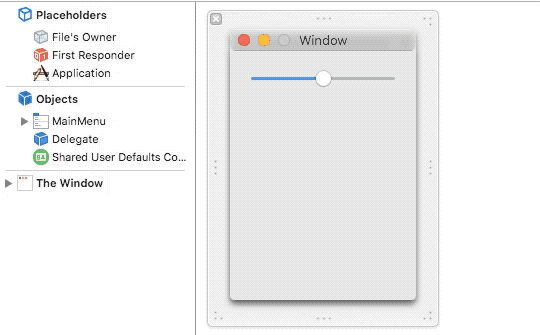 Placeholders
File's Owner
First Responder
Application
Objects
MainMenu
Delegate
Shared User Defaults Co...
The Window
Window